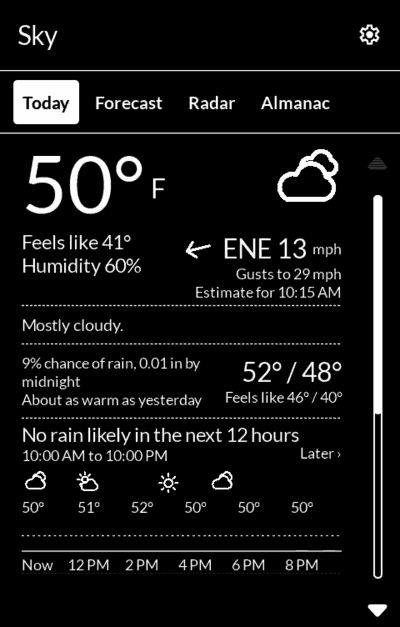 Sky
Today Forecast Radar Almanac
50° F
Feels like 41°
Humidity 60%
ENE 13 mph
Gusts to 29 mph
Estimate for 10:15 AM
Mostly cloudy.
9% chance of rain, 0.01 in by
midnight
About as warm as yesterday
52° / 48°
Feels like 46° / 40°
No rain likely in the next 12 hours
10:00 AM to 10:00 PM Later ›
50° 51° 52° 50° 50° 50°
Now 12 PM 2 PM 4 PM 6 PM 8 PM